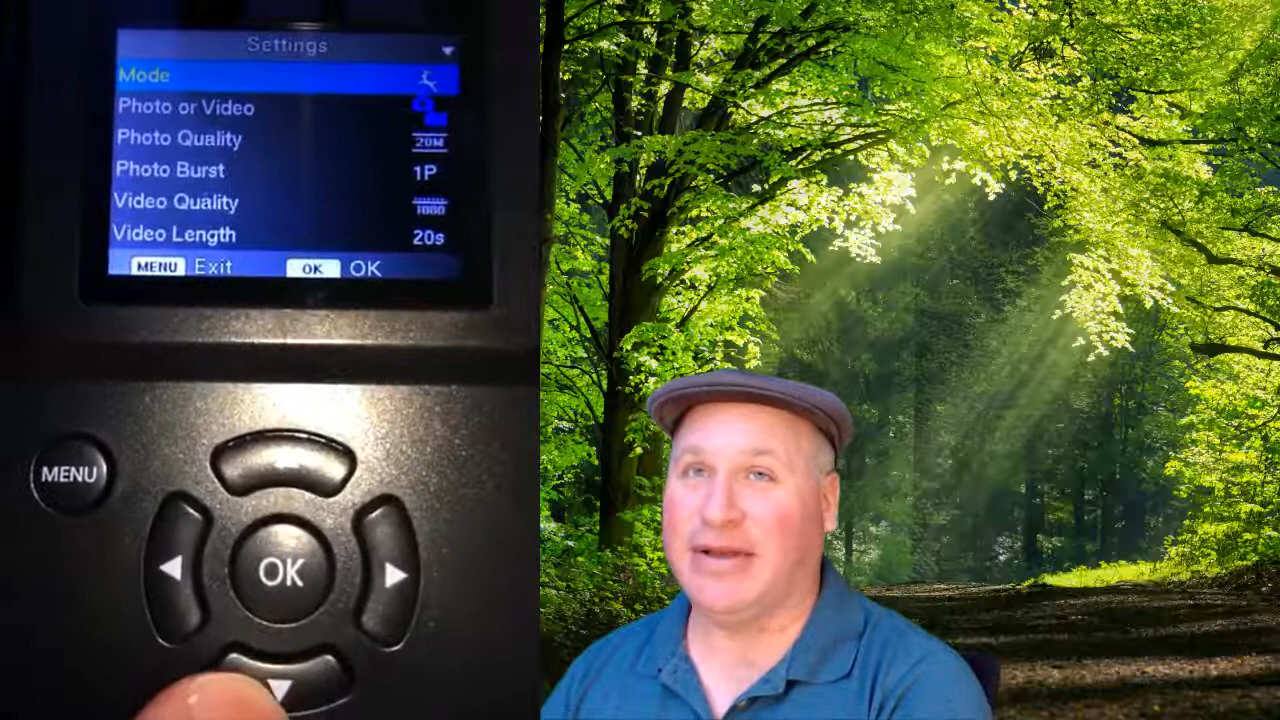 Settings
Mode
Photo or Video
Photo Quality 20M
Photo Burst 1P
Video Quality 1080
Video Length 20s
MENU Exit OK OK
MENU
OK